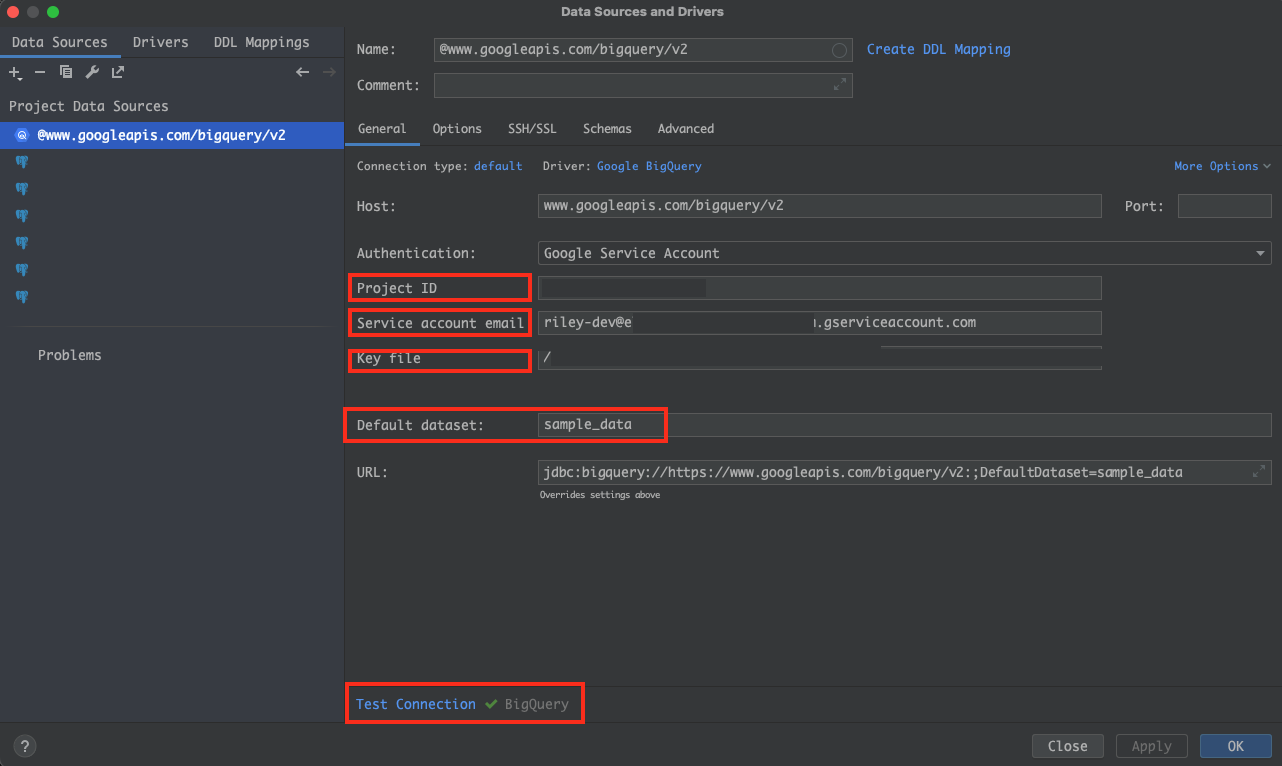 Data Sources and Drivers
Data Sources Drivers DDL Mappings
Project Data Sources
@www.googleapis.com/bigquery/v2
Problems
Name: @www.googleapis.com/bigquery/v2 Create DDL Mapping
Comment:
General Options SSH/SSL Schemas Advanced
Connection type: default Driver: Google BigQuery More Options
Host: www.googleapis.com/bigquery/v2 Port:
Authentication: Google Service Account
Project ID
Service account email riley-dev@e .gserviceaccount.com
Key file /
Default dataset: sample_data
URL: jdbc:bigquery://https://www.googleapis.com/bigquery/v2:;DefaultDataset=sample_data
Overrides settings above
Test Connection BigQuery
? Close Apply OK